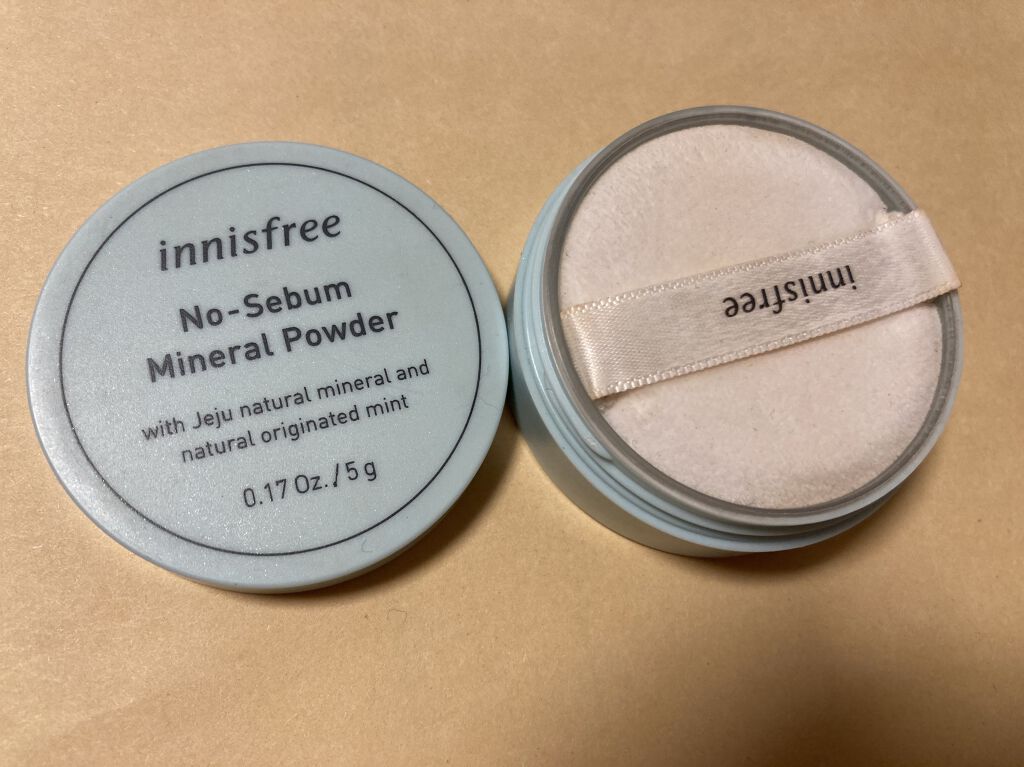 innisfree
No-Sebum
Mineral Powder
with Jeju natural mineral and
natural originated mint
0.17 Oz./5 g
innisfree